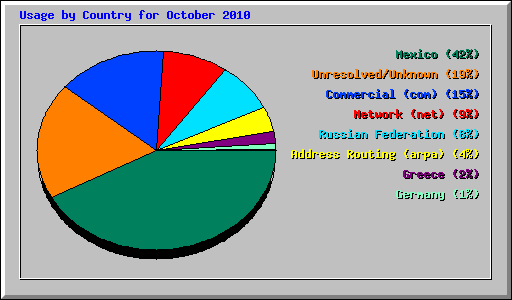 Usage by Country for October 2010
Mexico (42%)
Unresolved/Unknown (19%)
Commercial (com) (15%)
Network (net) (9%)
Russian Federation (8%)
Address Routing (arpa) (4%)
Greece (2%)
Germany (1%)